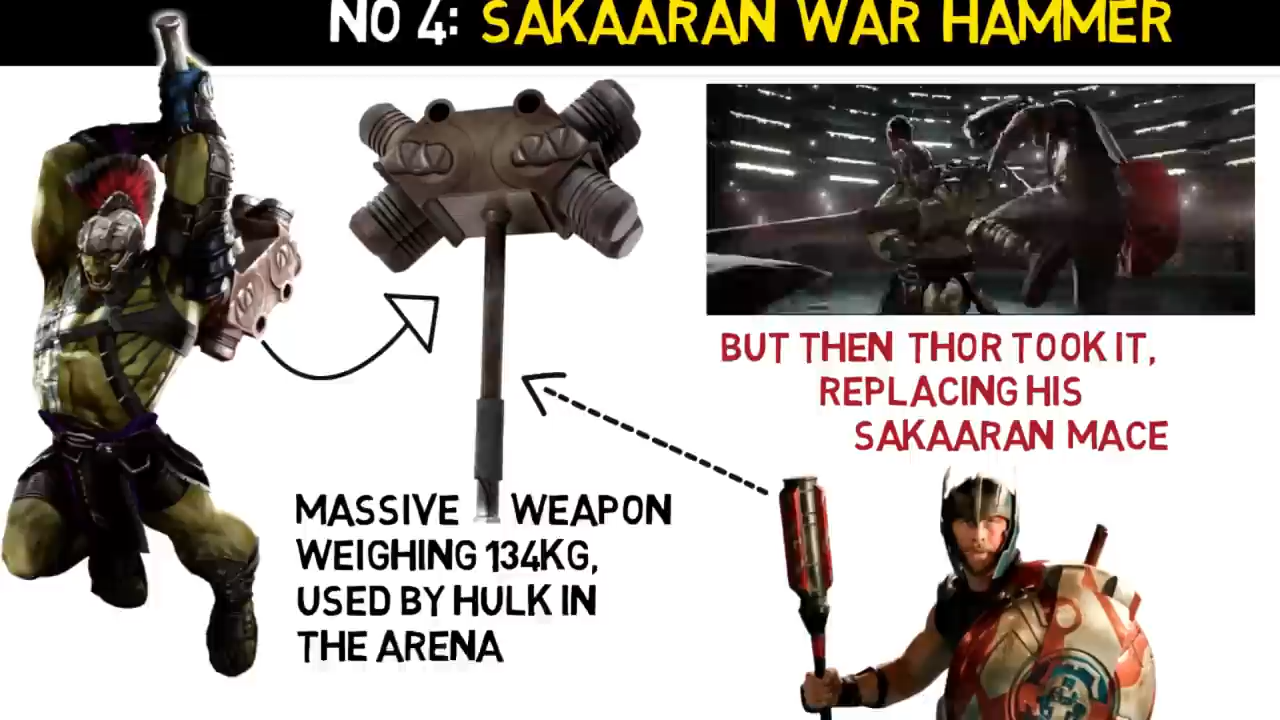 NO 4: SAKAARAN WAR HAMMER
BUT THEN THOR TOOK IT,
REPLACING HIS
SAKAARAN MACE
MASSIVE WEAPON
WEIGHING 134KG,
USED BY HULK IN
THE ARENA